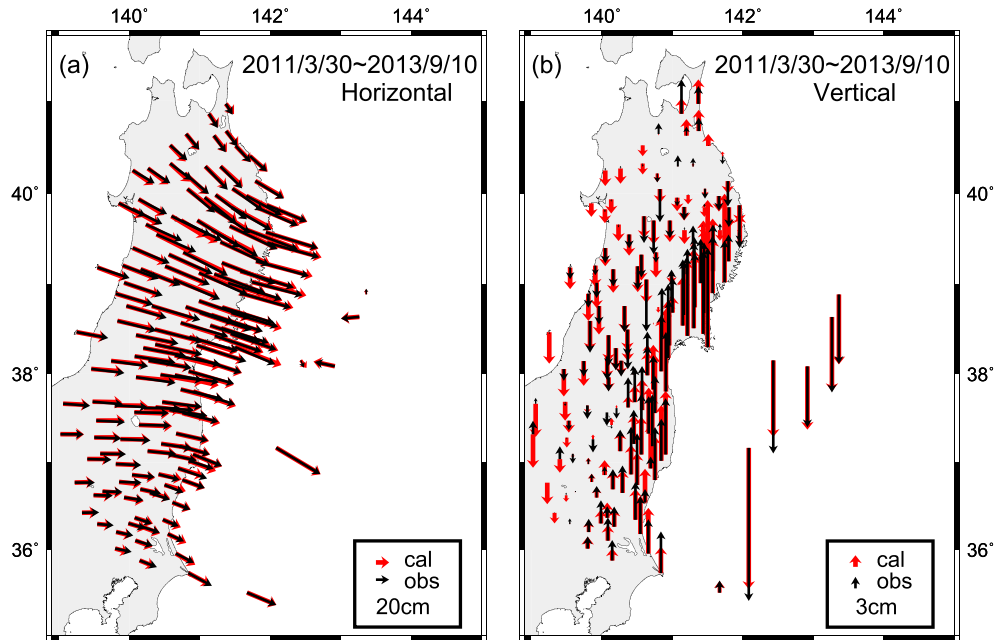 140° 142° 144° 140° 142° 144°
(a) 2011/3/30~2013/9/10
Horizontal
(b) 2011/3/30~2013/9/10
Vertical
40° 40°
38° 38°
36° 36°
cal
obs
20cm
cal
obs
3cm